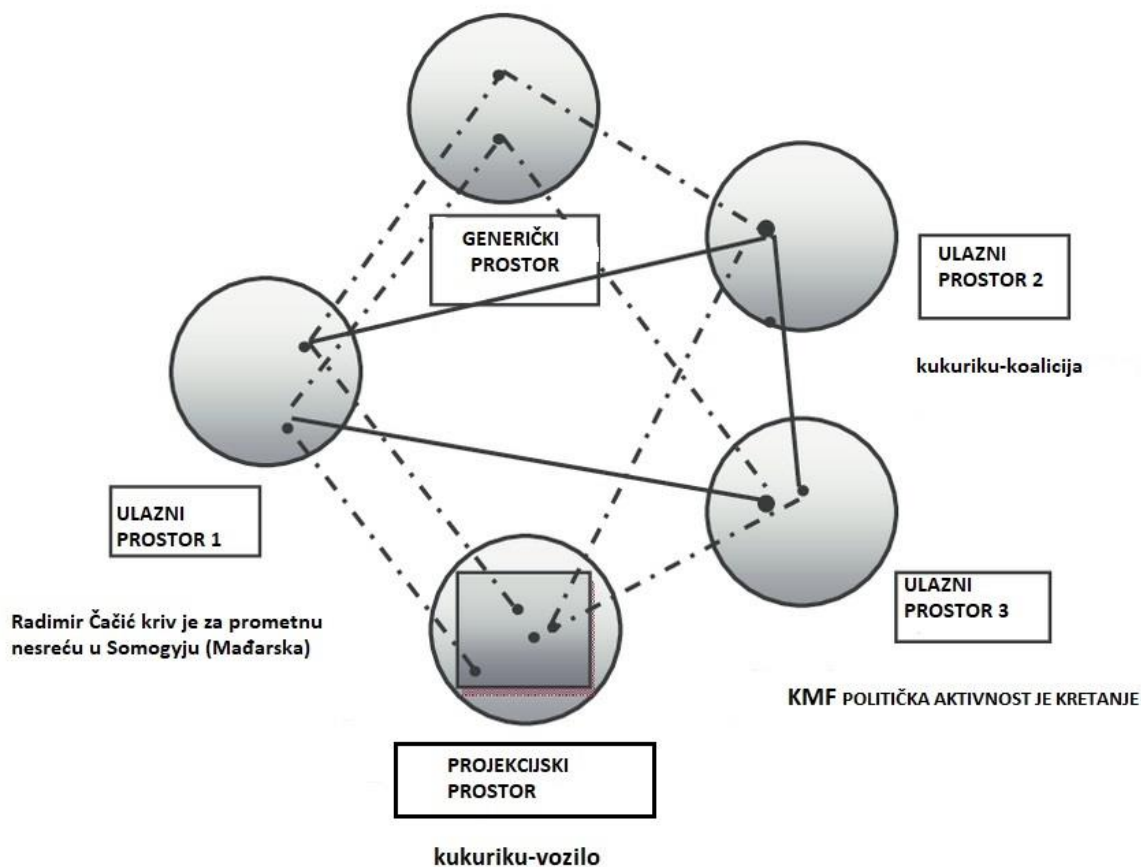 GENERIČKI
PROSTOR
ULAZNI
PROSTOR 2
kukuriku-koalicija
ULAZNI
PROSTOR 1
Radimir Čačić kriv je za prometnu
nesreću u Somogyju (Mađarska)
ULAZNI
PROSTOR 3
KMF POLITIČKA AKTIVNOST JE KRETANJE
PROJEKCIJSKI
PROSTOR
kukuriku-vozilo